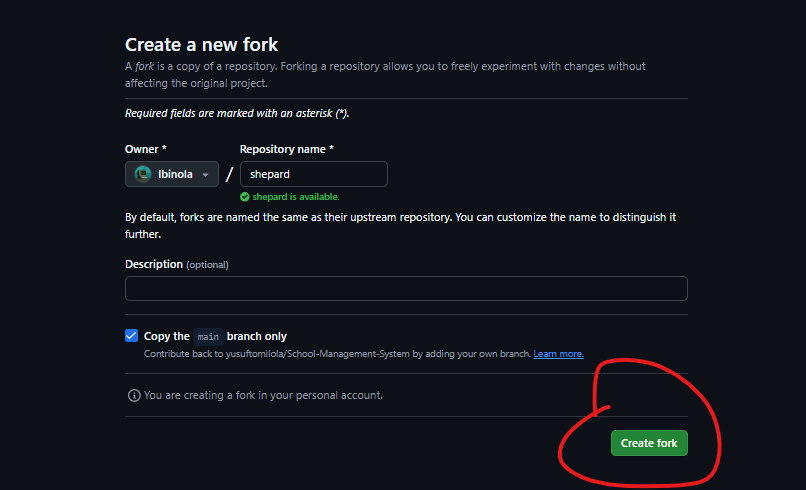 Create a new fork
A fork is a copy of a repository. Forking a repository allows you to freely experiment with changes without
affecting the original project.
Required fields are marked with an asterisk (*).
Owner *
Repository name *
Ibinola
/
shepard
shepard is available.
By default, forks are named the same as their upstream repository. You can customize the name to distinguish it
further.
Description (optional)
Copy the main branch only
Contribute back to yusuftomilola/School-Management-System by adding your own branch. Learn more.
You are creating a fork in your personal account.
Create fork